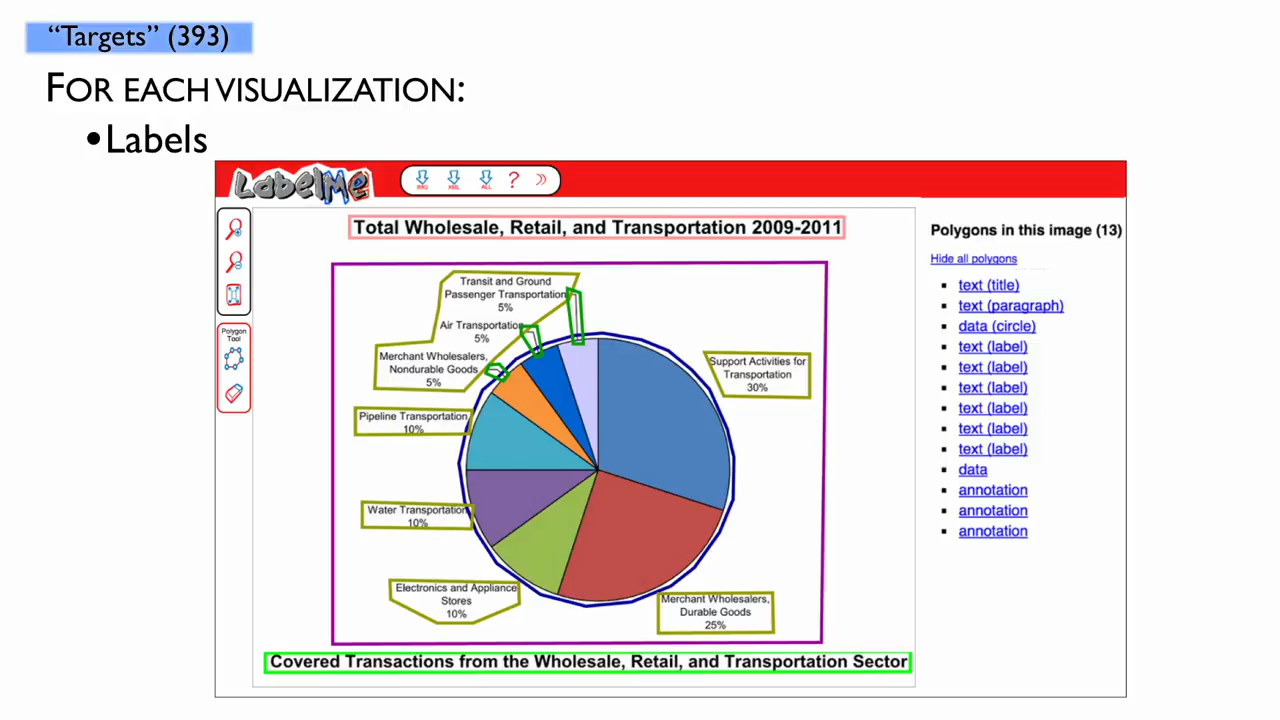 “Targets” (393)
FOR EACH VISUALIZATION:
•Labels
LabelMe
IMG XML ALL ?
Polygon
Tool
Total Wholesale, Retail, and Transportation 2009-2011
Transit and Ground
Passenger Transportation
5%
Air Transportation
5%
Merchant Wholesalers,
Nondurable Goods
5%
Pipeline Transportation
10%
Water Transportation
10%
Electronics and Appliance
Stores
10%
Support Activities for
Transportation
30%
Merchant Wholesalers,
Durable Goods
25%
Covered Transactions from the Wholesale, Retail, and Transportation Sector
Polygons in this image (13)
Hide all polygons
text (title)
text (paragraph)
data (circle)
text (label)
text (label)
text (label)
text (label)
text (label)
text (label)
data
annotation
annotation
annotation